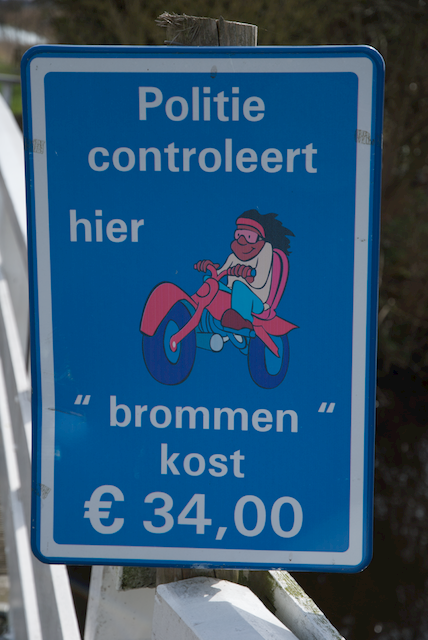 Politie
controleert
hier
" brommen "
kost
€ 34,00